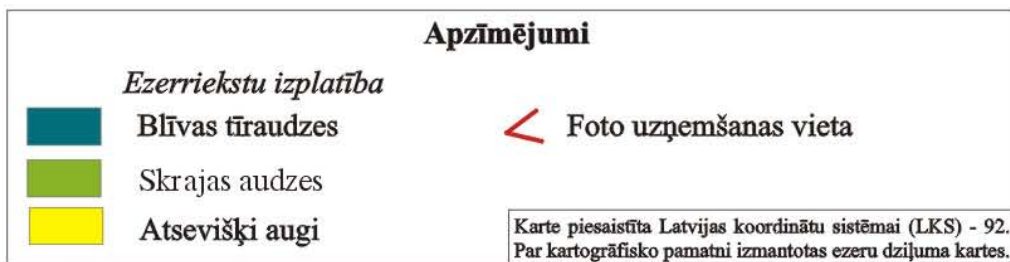 Apzīmējumi
Ezerriekstu izplatība
Blīvas tīraudzes
Foto uzņemšanas vieta
Skrajas audzes
Atsevišķi augi
Karte piesaistīta Latvijas koordinātu sistēmai (LKS) - 92.
Par kartogrāfisko pamatni izmantotas ezeru dziļuma kartes.